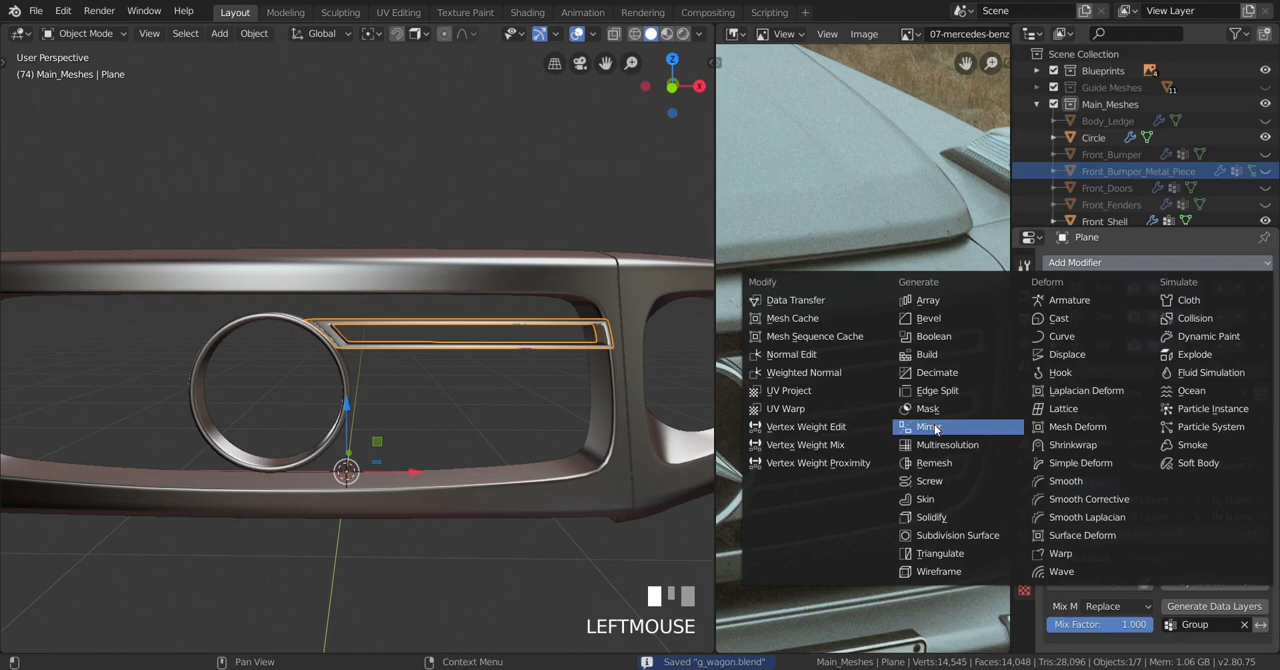 File Edit Render Window Help Layout Modeling Sculpting UV Editing Texture Paint Shading Animation Rendering Compositing Scripting + Scene View Layer
Object Mode View Select Add Object Global View View Image 07-mercedes-benz
User Perspective
(74) Main_Meshes | Plane
Scene Collection
Blueprints 4
Guide Meshes 11
Main_Meshes
Body_Ledge
Circle
Front_Bumper
Front_Bumper_Metal_Piece
Front_Doors
Front_Fenders
Front_Shell
Plane
Add Modifier
Z
X
Modify Generate Deform Simulate
Data Transfer Array Armature Cloth
Mesh Cache Bevel Cast Collision
Mesh Sequence Cache Boolean Curve Dynamic Paint
Normal Edit Build Displace Explode
Weighted Normal Decimate Hook Fluid Simulation
UV Project Edge Split Laplacian Deform Ocean
UV Warp Mask Lattice Particle Instance
Vertex Weight Edit Mirror Mesh Deform Particle System
Vertex Weight Mix Multiresolution Shrinkwrap Smoke
Vertex Weight Proximity Remesh Simple Deform Soft Body
Screw Smooth
Skin Smooth Corrective
Solidify Smooth Laplacian
Subdivision Surface Surface Deform
Triangulate Warp
Wireframe Wave
Mix M Replace Generate Data Layers
Mix Factor: 1.000 Group
LEFTMOUSE
Pan View Context Menu Saved "g_wagon.blend" Main_Meshes | Plane | Verts:14,545 | Faces:14,048 | Tris:28,096 | Objects:1/7 | Mem: 1.06 GB | v2.80.75